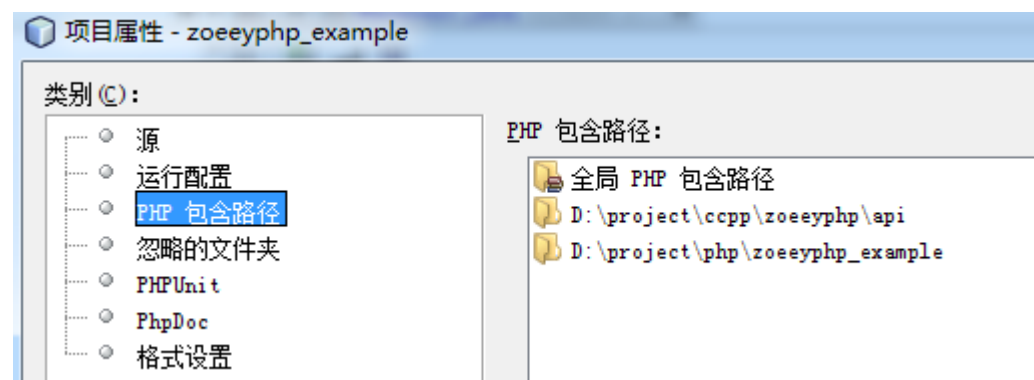 项目属性 - zoeeyphp_example
类别(C):
源
运行配置
PHP 包含路径
忽略的文件夹
PHPUnit
PhpDoc
格式设置
PHP 包含路径:
全局 PHP 包含路径
D:\project\ccpp\zoeeyphp\api
D:\project\php\zoeeyphp_example